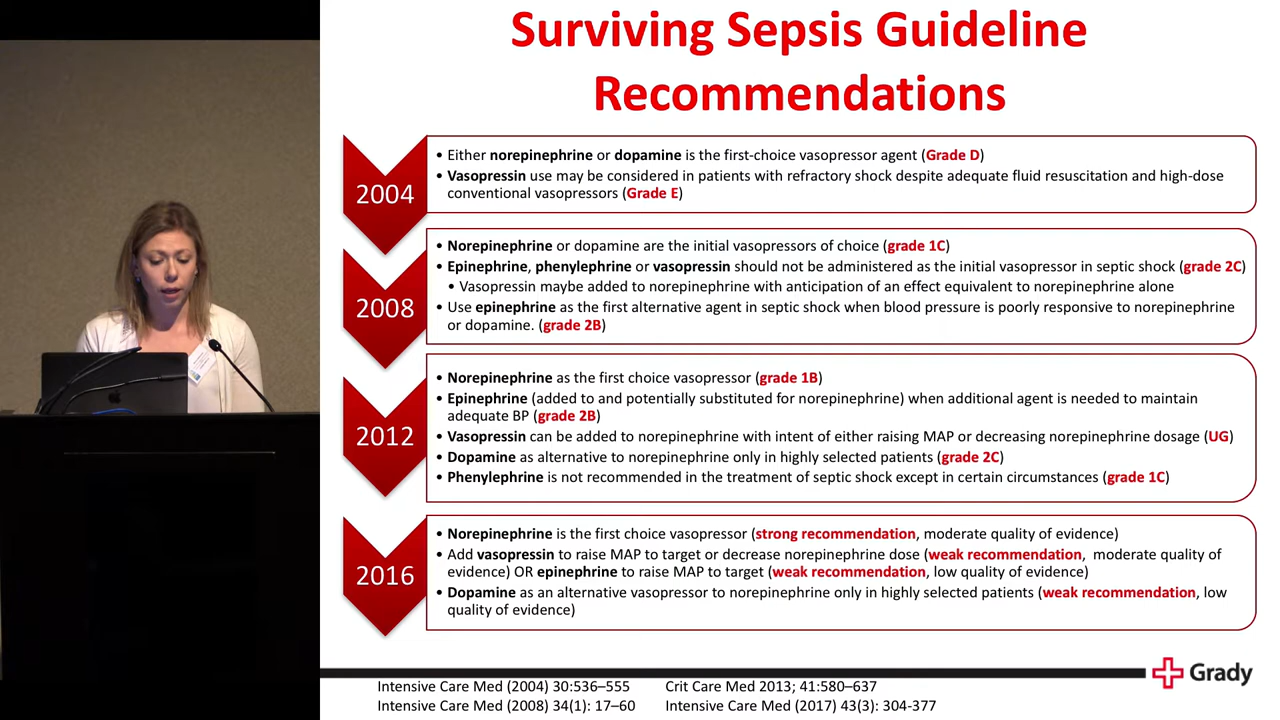 Surviving Sepsis Guideline
Recommendations
2004
• Either norepinephrine or dopamine is the first-choice vasopressor agent (Grade D)
• Vasopressin use may be considered in patients with refractory shock despite adequate fluid resuscitation and high-dose
conventional vasopressors (Grade E)
2008
• Norepinephrine or dopamine are the initial vasopressors of choice (grade 1C)
• Epinephrine, phenylephrine or vasopressin should not be administered as the initial vasopressor in septic shock (grade 2C)
• Vasopressin maybe added to norepinephrine with anticipation of an effect equivalent to norepinephrine alone
• Use epinephrine as the first alternative agent in septic shock when blood pressure is poorly responsive to norepinephrine
or dopamine. (grade 2B)
2012
• Norepinephrine as the first choice vasopressor (grade 1B)
• Epinephrine (added to and potentially substituted for norepinephrine) when additional agent is needed to maintain
adequate BP (grade 2B)
• Vasopressin can be added to norepinephrine with intent of either raising MAP or decreasing norepinephrine dosage (UG)
• Dopamine as alternative to norepinephrine only in highly selected patients (grade 2C)
• Phenylephrine is not recommended in the treatment of septic shock except in certain circumstances (grade 1C)
2016
• Norepinephrine is the first choice vasopressor (strong recommendation, moderate quality of evidence)
• Add vasopressin to raise MAP to target or decrease norepinephrine dose (weak recommendation, moderate quality of
evidence) OR epinephrine to raise MAP to target (weak recommendation, low quality of evidence)
• Dopamine as an alternative vasopressor to norepinephrine only in highly selected patients (weak recommendation, low
quality of evidence)
Grady
Intensive Care Med (2004) 30:536–555
Intensive Care Med (2008) 34(1): 17–60
Crit Care Med 2013; 41:580–637
Intensive Care Med (2017) 43(3): 304-377